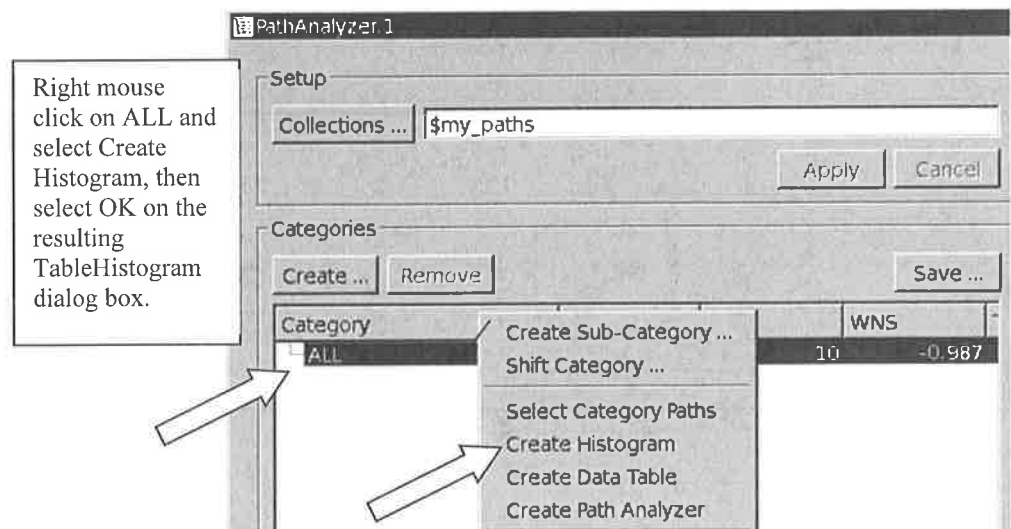 PathAnalyzer.1
Right mouse
click on ALL and
select Create
Histogram, then
select OK on the
resulting
TableHistogram
dialog box.
Setup
Collections ... $my_paths
Apply Cancel
Categories
Create ... Remove Save ...
Category WNS
ALL 10 -0.987
Create Sub-Category ...
Shift Category ...
Select Category Paths
Create Histogram
Create Data Table
Create Path Analyzer